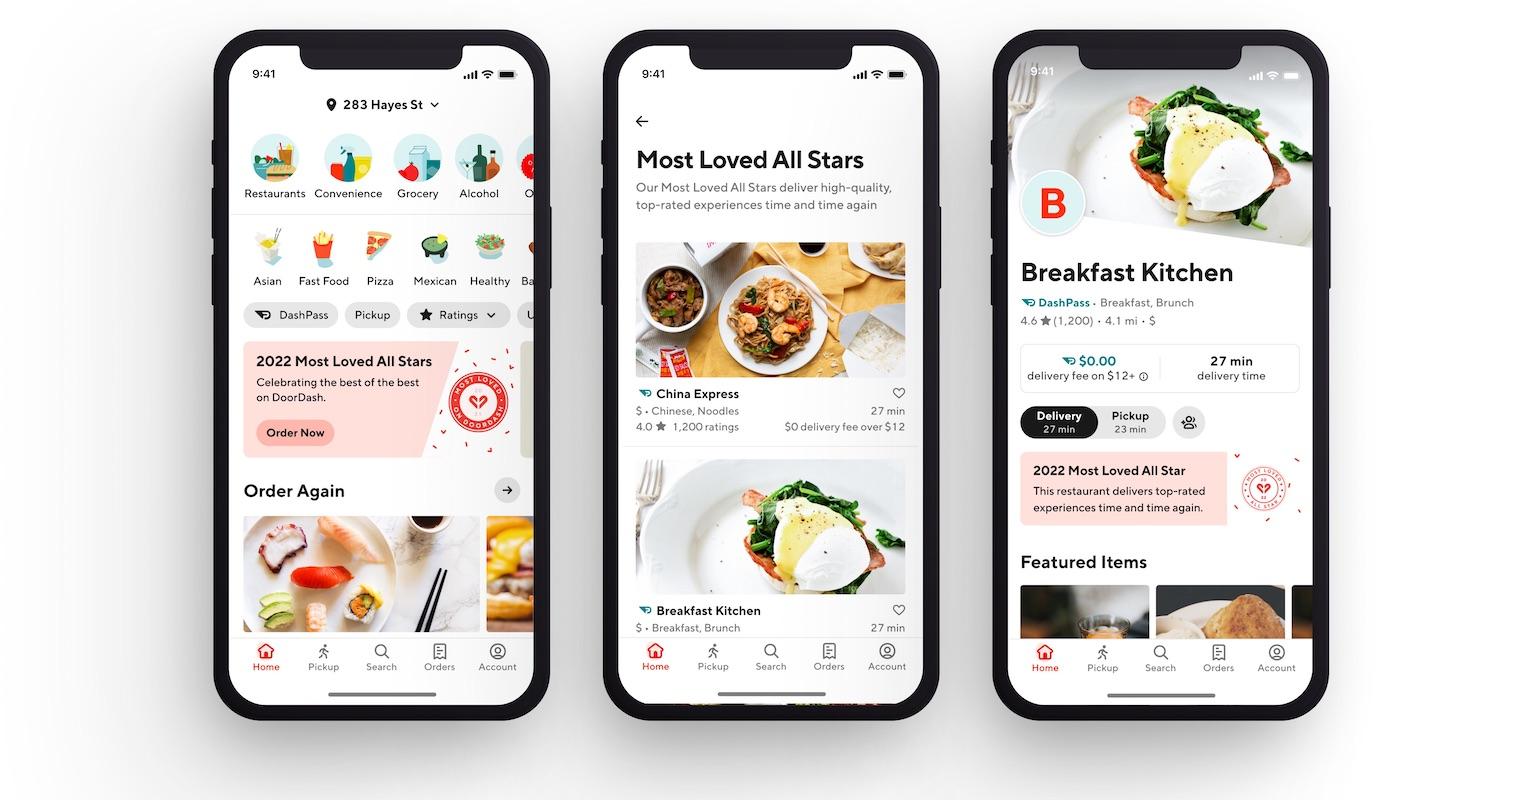 9:41
283 Hayes St
Restaurants
Convenience
Grocery
Alcohol
Asian
Fast Food
Pizza
Mexican
Healthy
Ba
DashPass
Pickup
Ratings
2022 Most Loved All Stars
Celebrating the best of the best
on DoorDash.
Order Now
MOST LOVED
ON DOORDASH
Order Again
Home
Pickup
Search
Orders
Account
9:41
Most Loved All Stars
Our Most Loved All Stars deliver high-quality,
top-rated experiences time and time again
China Express
$ • Chinese, Noodles
27 min
4.0 ★ 1,200 ratings
$0 delivery fee over $12
Breakfast Kitchen
$ • Breakfast, Brunch
27 min
Home
Pickup
Search
Orders
Account
9:41
B
Breakfast Kitchen
DashPass • Breakfast, Brunch
4.6 ★ (1,200) • 4.1 mi • $
$0.00
delivery fee on $12+
27 min
delivery time
Delivery
27 min
Pickup
23 min
2022 Most Loved All Star
This restaurant delivers top-rated
experiences time and time again.
MOST LOVED
20
22
ALL STAR
Featured Items
Home
Pickup
Search
Orders
Account